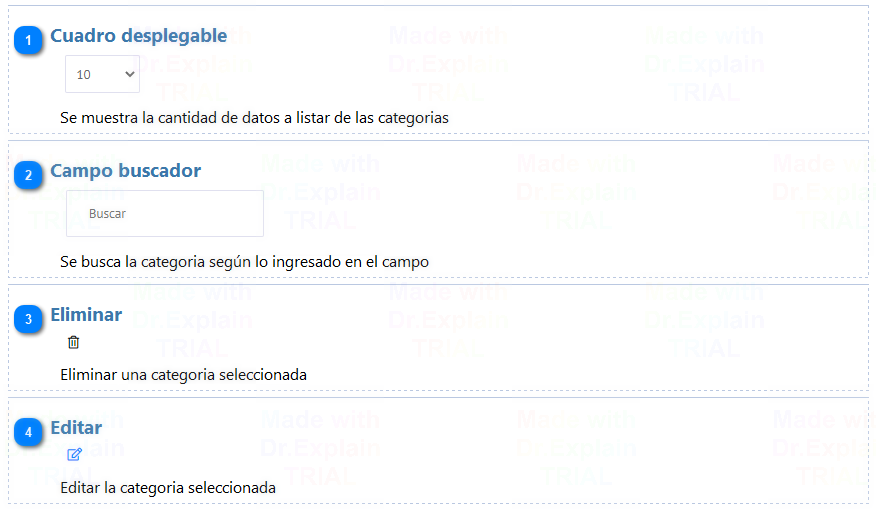 1 Cuadro desplegable
10
Se muestra la cantidad de datos a listar de las categorias
2 Campo buscador
Buscar
Se busca la categoria según lo ingresado en el campo
3 Eliminar
Eliminar una categoria seleccionada
4 Editar
Editar la categoria seleccionada
Made with
Dr.Explain
TRIAL